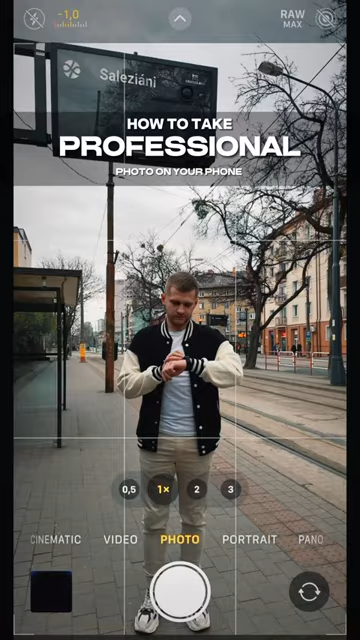 -1,0
RAW
MAX
Saleziáni
HOW TO TAKE
PROFESSIONAL
PHOTO ON YOUR PHONE
0,5
1×
2
3
CINEMATIC
VIDEO
PHOTO
PORTRAIT
PANO